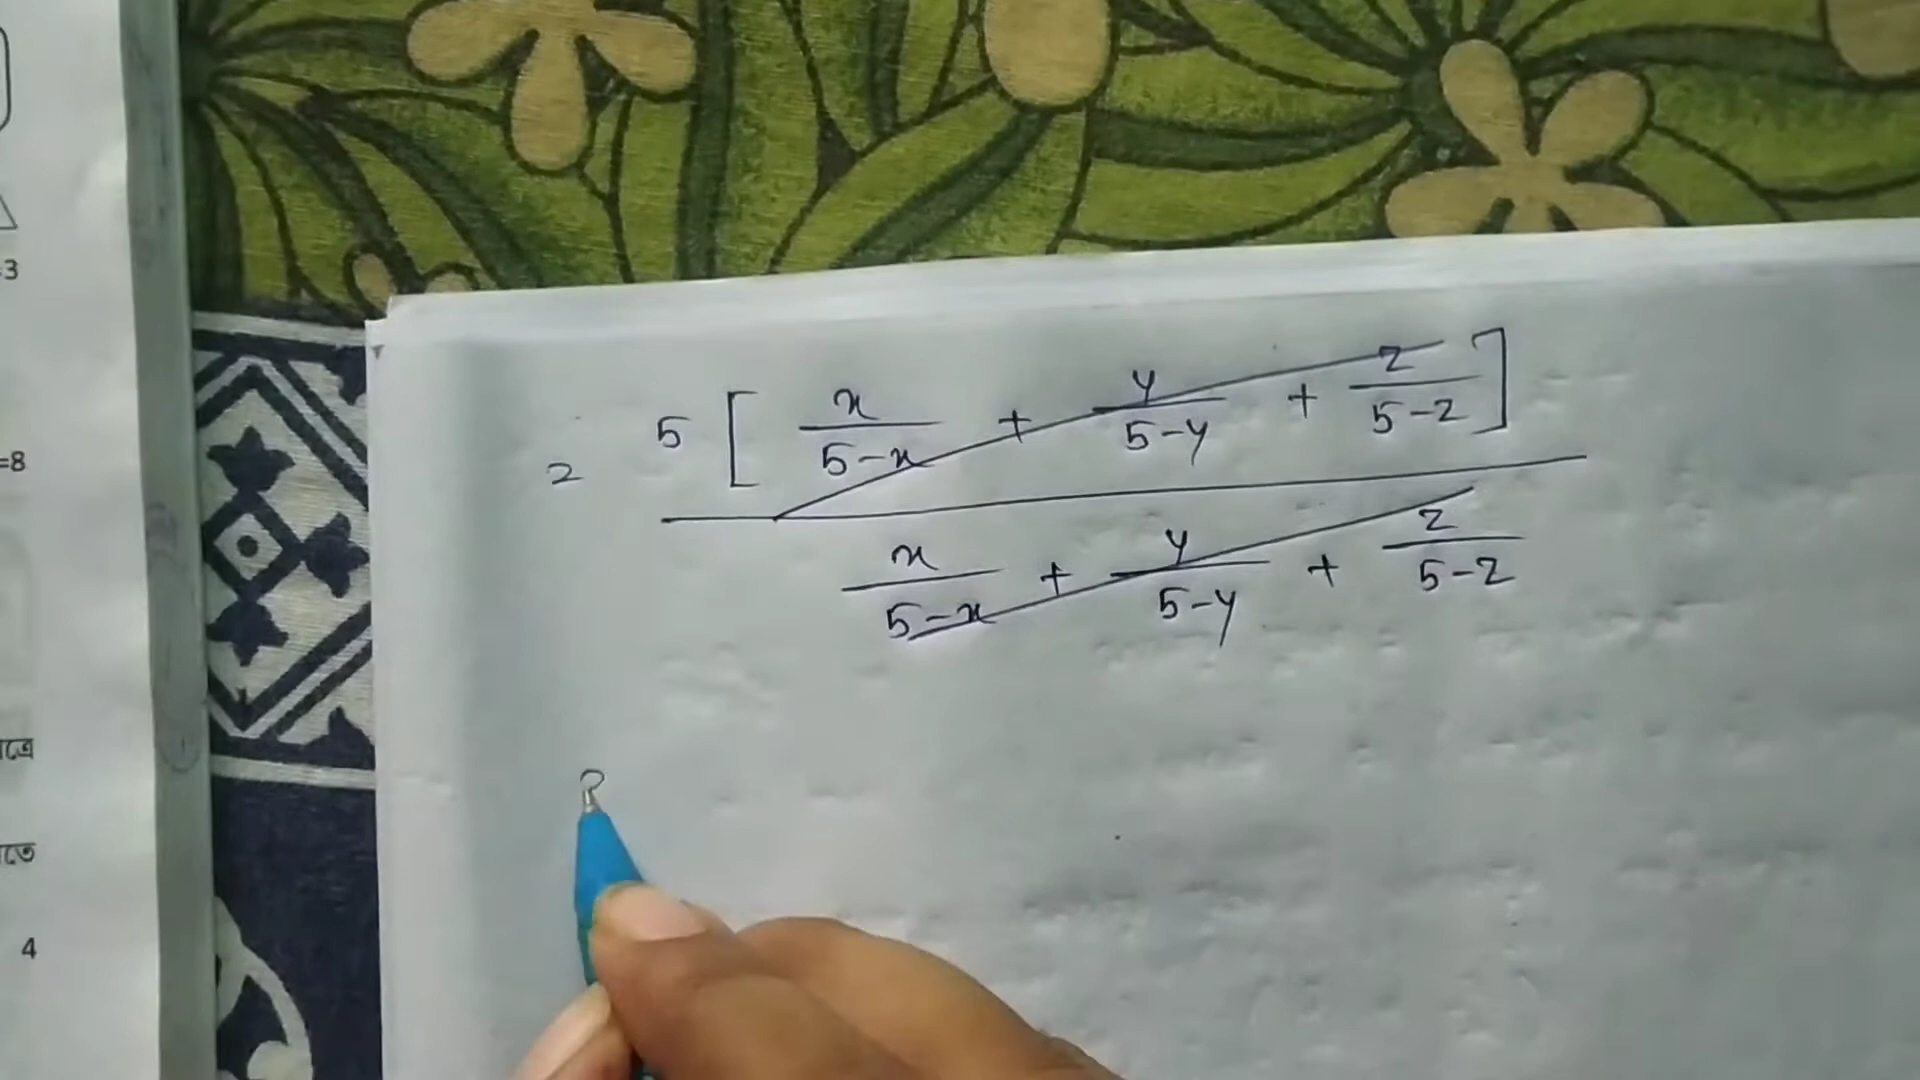 =3
=8
4
= 5 [ x/(5-x) + y/(5-y) + z/(5-z) ]
x/(5-x) + y/(5-y) + z/(5-z)